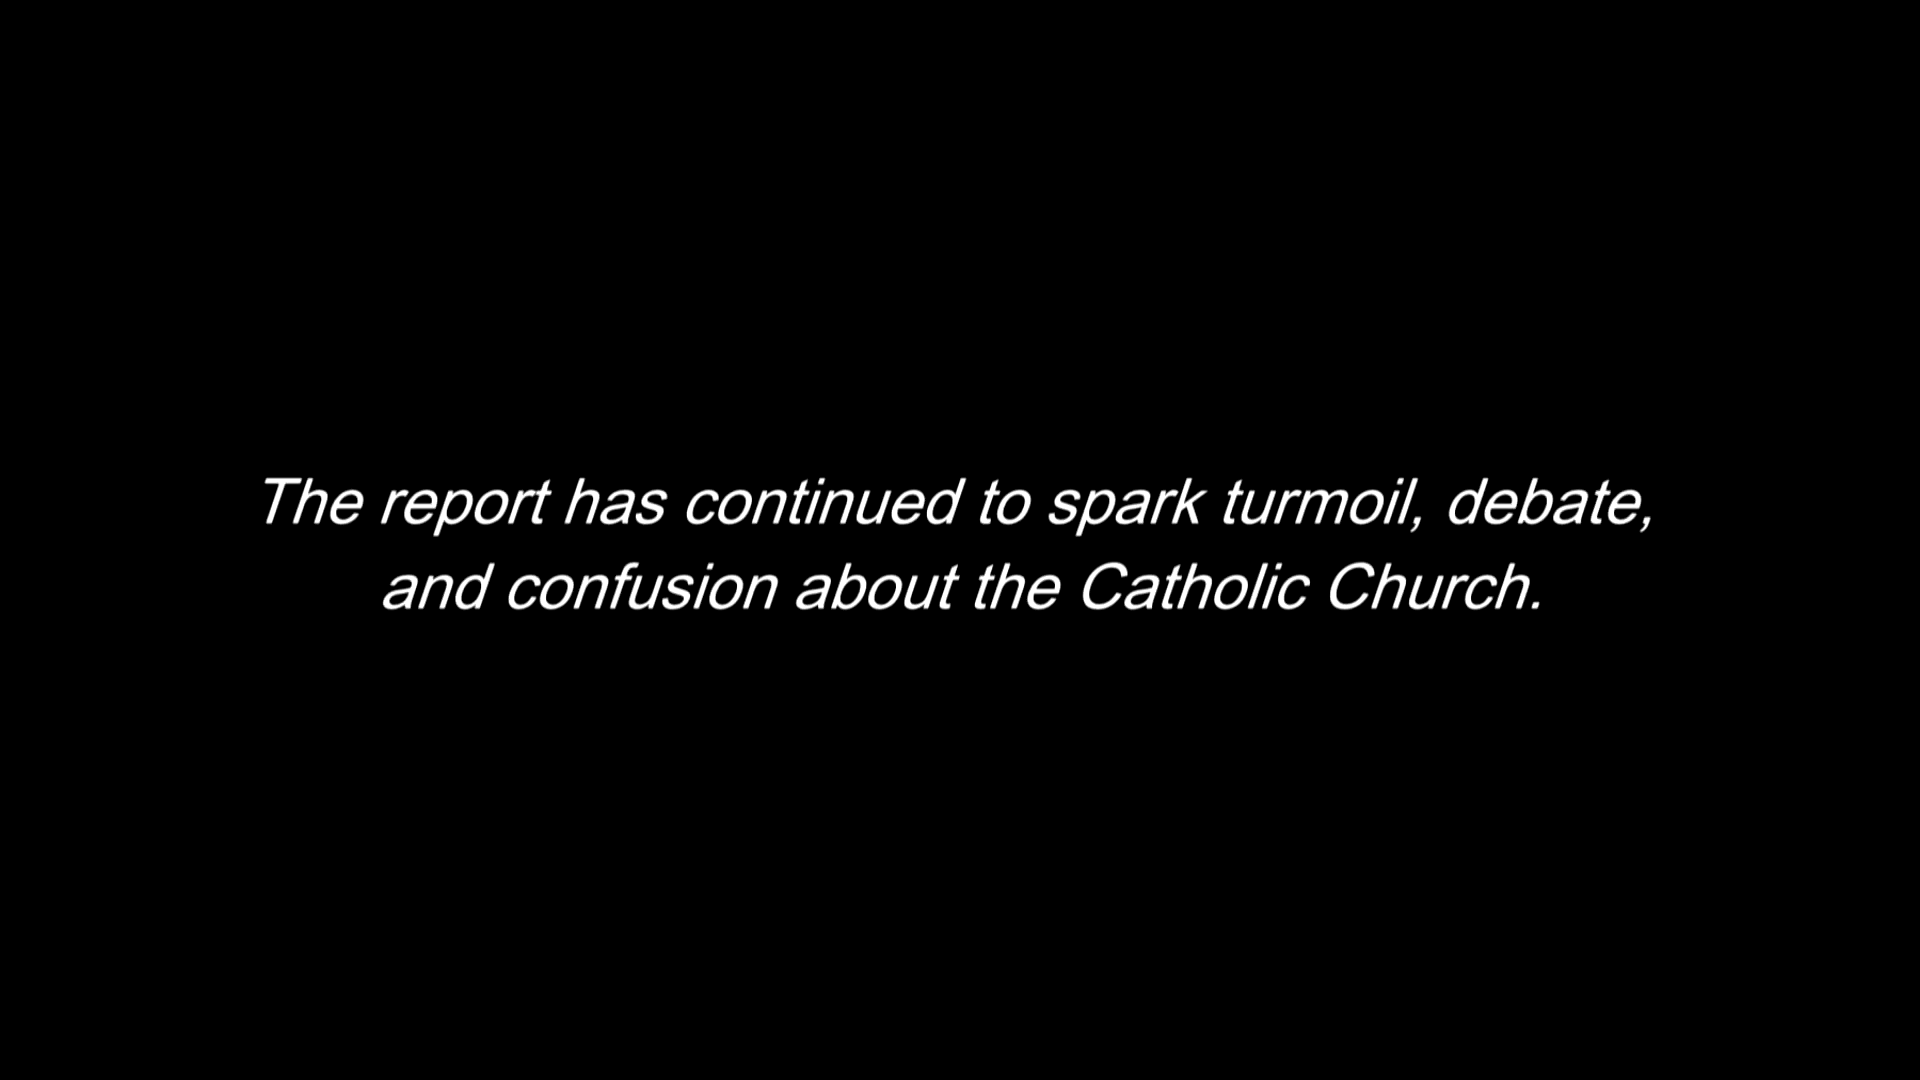 The report has continued to spark turmoil, debate,
and confusion about the Catholic Church.